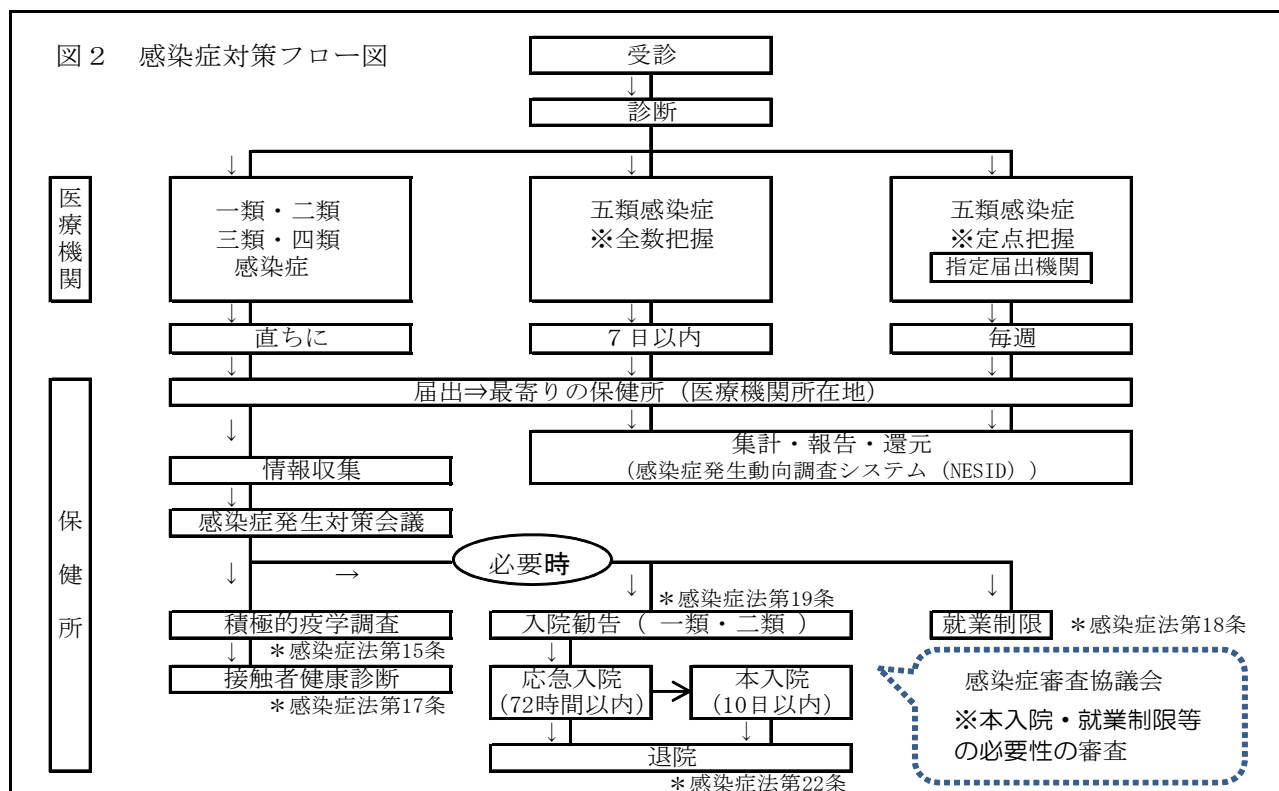 図２　感染症対策フロー図
受診
↓
診断
↓ ↓ ↓
医療機関
一類・二類
三類・四類
感染症
五類感染症
※全数把握
五類感染症
※定点把握
指定届出機関
↓ ↓ ↓
直ちに
７日以内
毎週
↓ ↓ ↓
保健所
届出⇒最寄りの保健所（医療機関所在地）
↓ ↓ ↓
集計・報告・還元
（感染症発生動向調査システム（NESID））
情報収集
↓
感染症発生対策会議
必要時
↓ → ↓ ↓
＊感染症法第19条
積極的疫学調査
入院勧告（ 一類・二類 ）
就業制限
＊感染症法第18条
↓ ＊感染症法第15条
↓
接触者健康診断
＊感染症法第17条
応急入院
（72時間以内）
本入院
（10日以内）
↓ ↓
退院
＊感染症法第22条
感染症審査協議会
※本入院・就業制限等
の必要性の審査